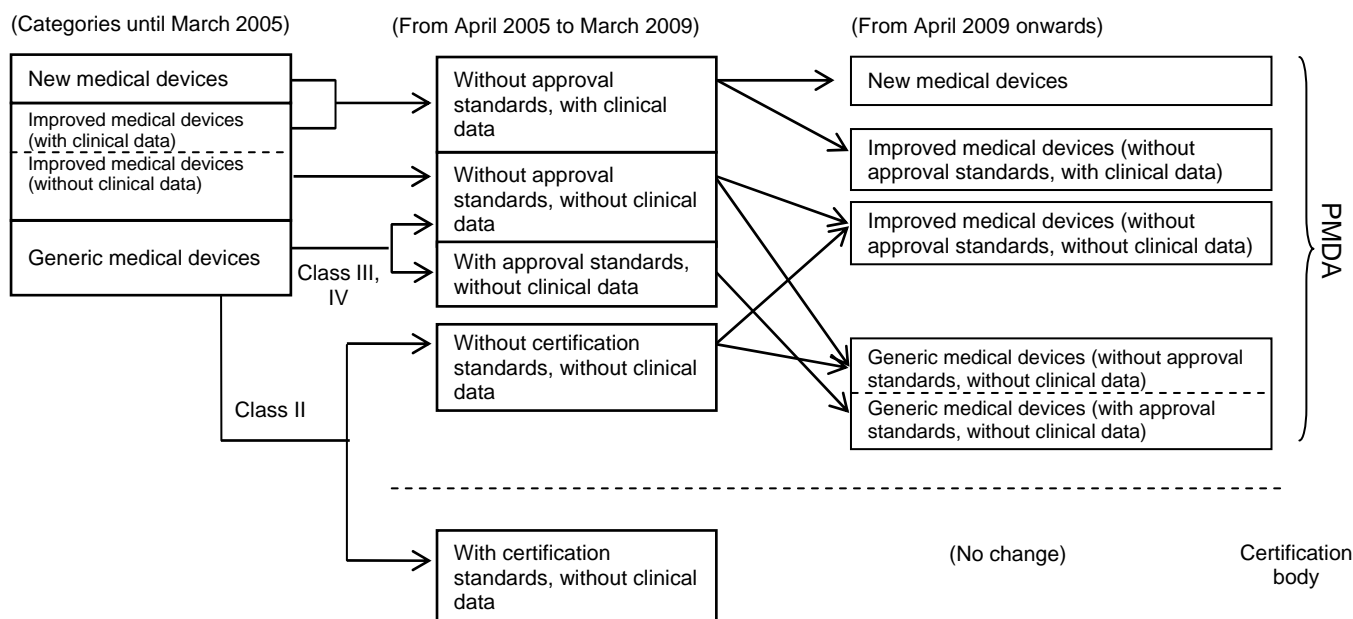 (Categories until March 2005)
(From April 2005 to March 2009)
(From April 2009 onwards)
New medical devices
Improved medical devices
(with clinical data)
Improved medical devices
(without clinical data)
Generic medical devices
Class III,
IV
Class II
Without approval
standards, with clinical
data
Without approval
standards, without clinical
data
With approval standards,
without clinical data
Without certification
standards, without clinical
data
With certification
standards, without clinical
data
New medical devices
Improved medical devices (without
approval standards, with clinical data)
Improved medical devices (without
approval standards, without clinical data)
Generic medical devices (without approval
standards, without clinical data)
Generic medical devices (with approval
standards, without clinical data)
PMDA
(No change)
Certification
body